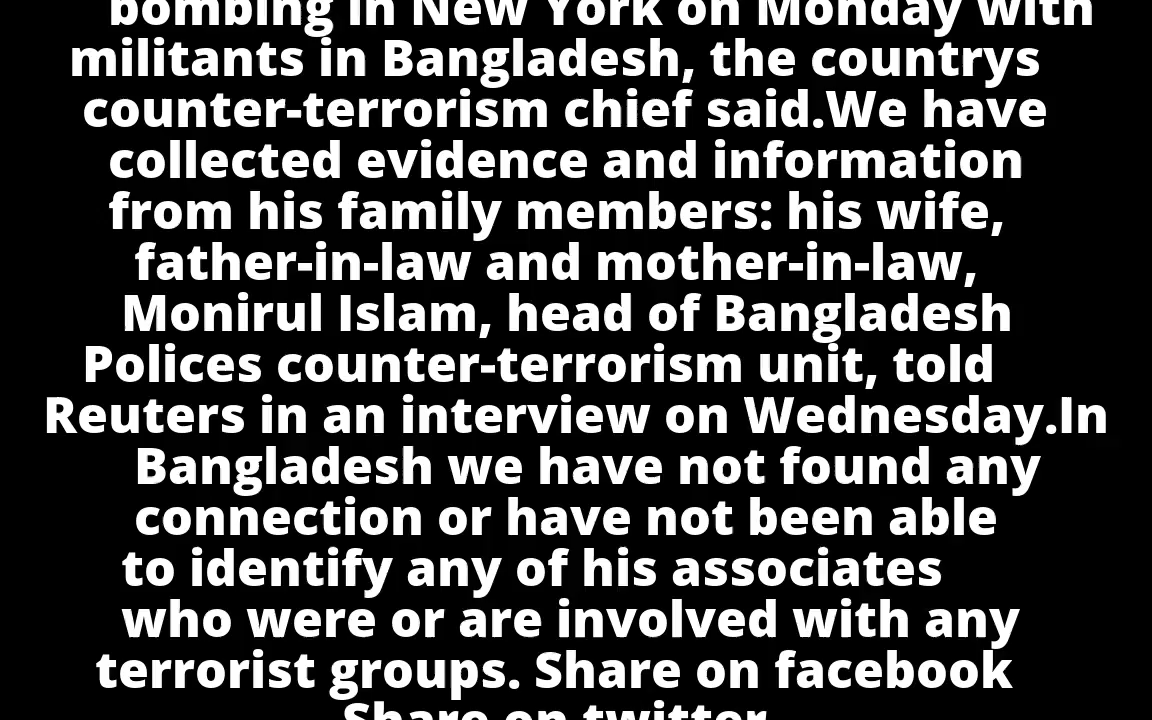 bombing in New York on Monday with
militants in Bangladesh, the countrys
counter-terrorism chief said.We have
collected evidence and information
from his family members: his wife,
father-in-law and mother-in-law,
Monirul Islam, head of Bangladesh
Polices counter-terrorism unit, told
Reuters in an interview on Wednesday.In
Bangladesh we have not found any
connection or have not been able
to identify any of his associates
who were or are involved with any
terrorist groups. Share on facebook
Share on twitter